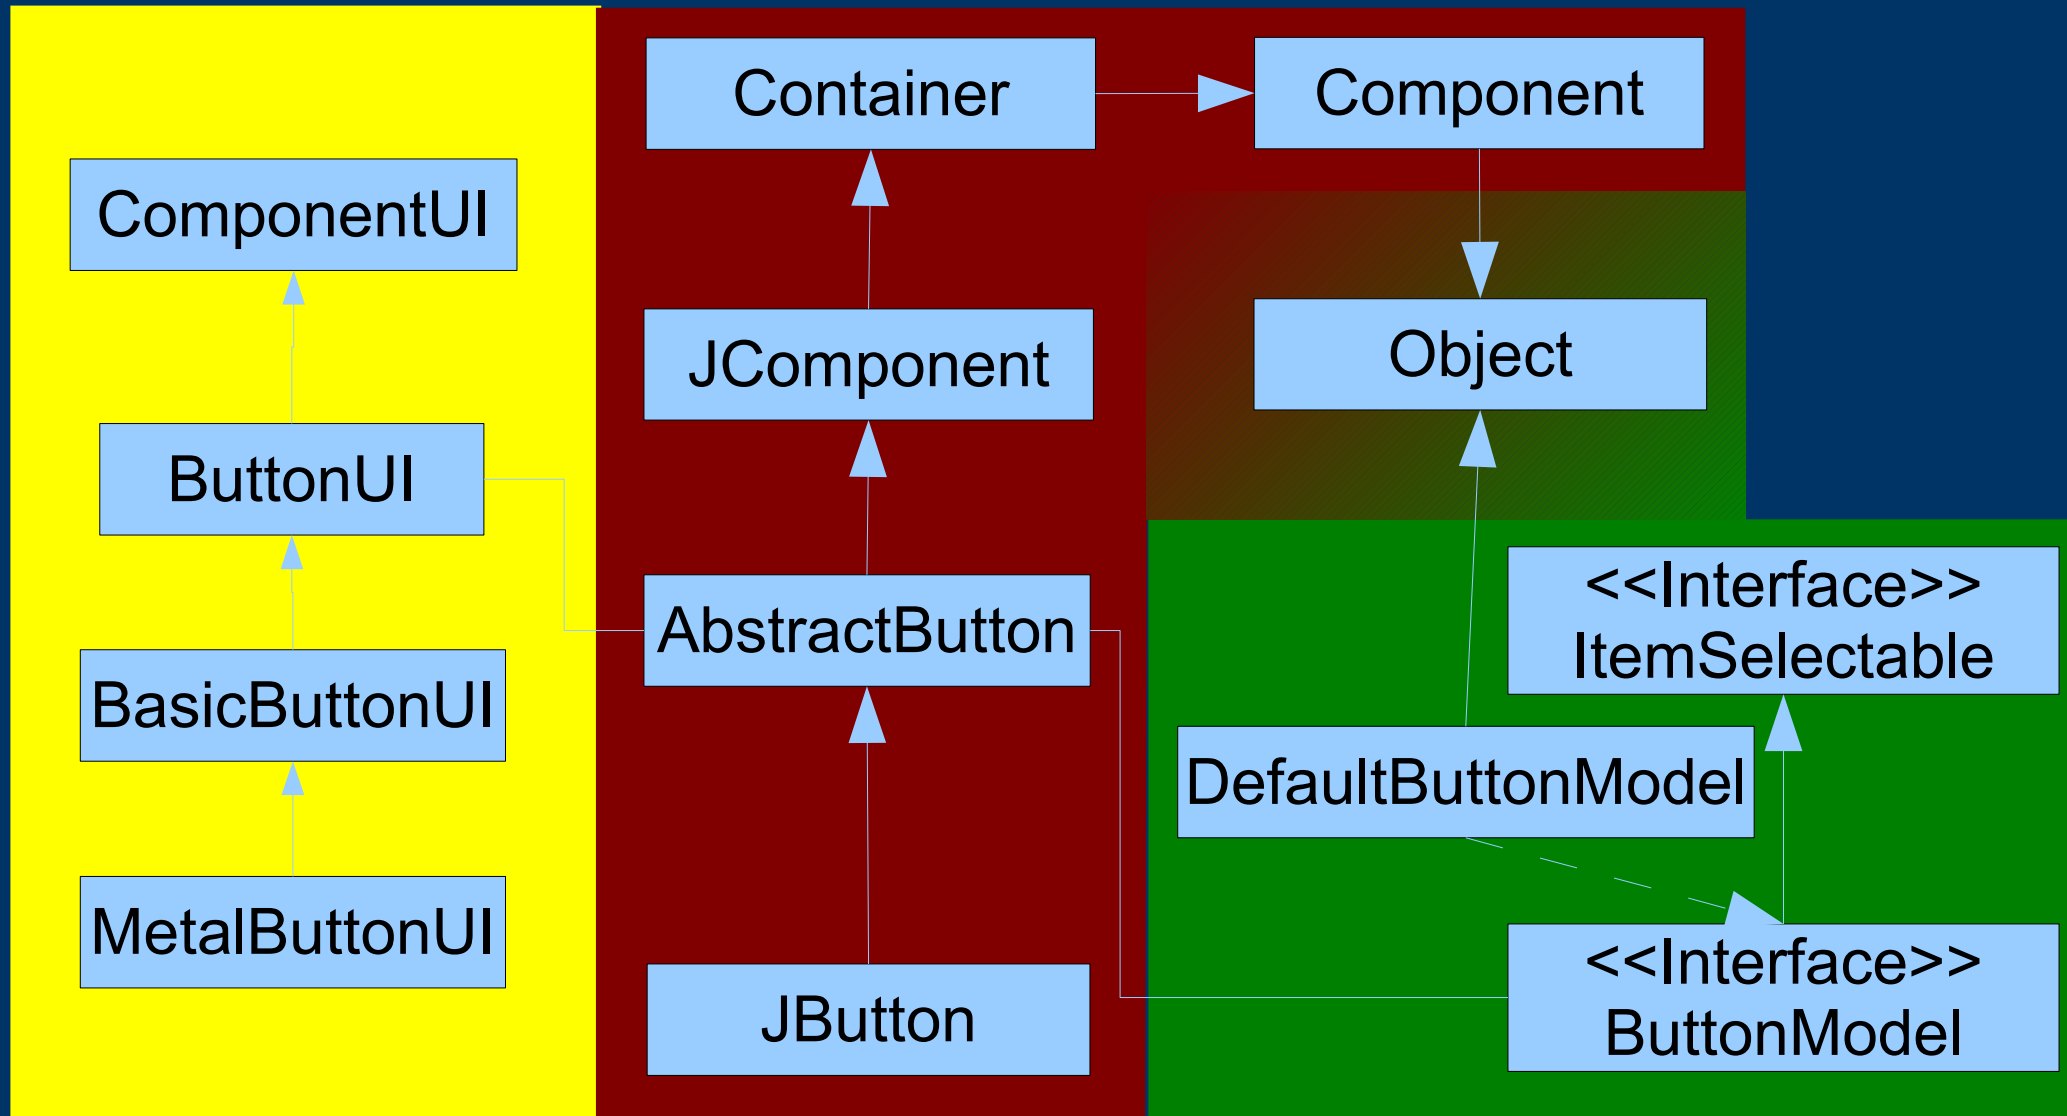 ComponentUI
ButtonUI
BasicButtonUI
MetalButtonUI
Container
JComponent
AbstractButton
JButton
Component
Object
<<Interface>>
ItemSelectable
DefaultButtonModel
<<Interface>>
ButtonModel